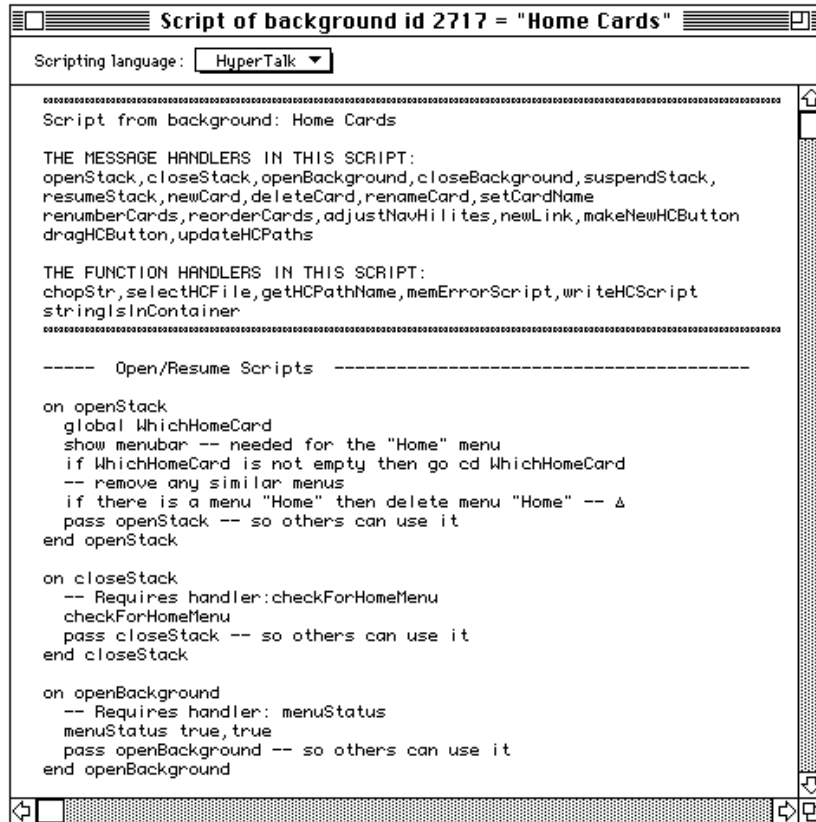 Script of background id 2717 = "Home Cards"
Scripting language: HyperTalk
Script from background: Home Cards
THE MESSAGE HANDLERS IN THIS SCRIPT:
openStack,closeStack,openBackground,closeBackground,suspendStack,
resumeStack,newCard,deleteCard,renameCard,setCardName
renumberCards,reorderCards,adjustNavHilites,newLink,makeNewHCButton
dragHCButton,updateHCPaths
THE FUNCTION HANDLERS IN THIS SCRIPT:
chopStr,selectHCFile,getHCPathName,memErrorScript,writeHCScript
stringIsInContainer
----- Open/Resume Scripts ----------------------------------------
on openStack
global WhichHomeCard
show menubar -- needed for the "Home" menu
if WhichHomeCard is not empty then go cd WhichHomeCard
-- remove any similar menus
if there is a menu "Home" then delete menu "Home" -- ∆
pass openStack -- so others can use it
end openStack
on closeStack
-- Requires handler:checkForHomeMenu
checkForHomeMenu
pass closeStack -- so others can use it
end closeStack
on openBackground
-- Requires handler: menuStatus
menuStatus true,true
pass openBackground -- so others can use it
end openBackground